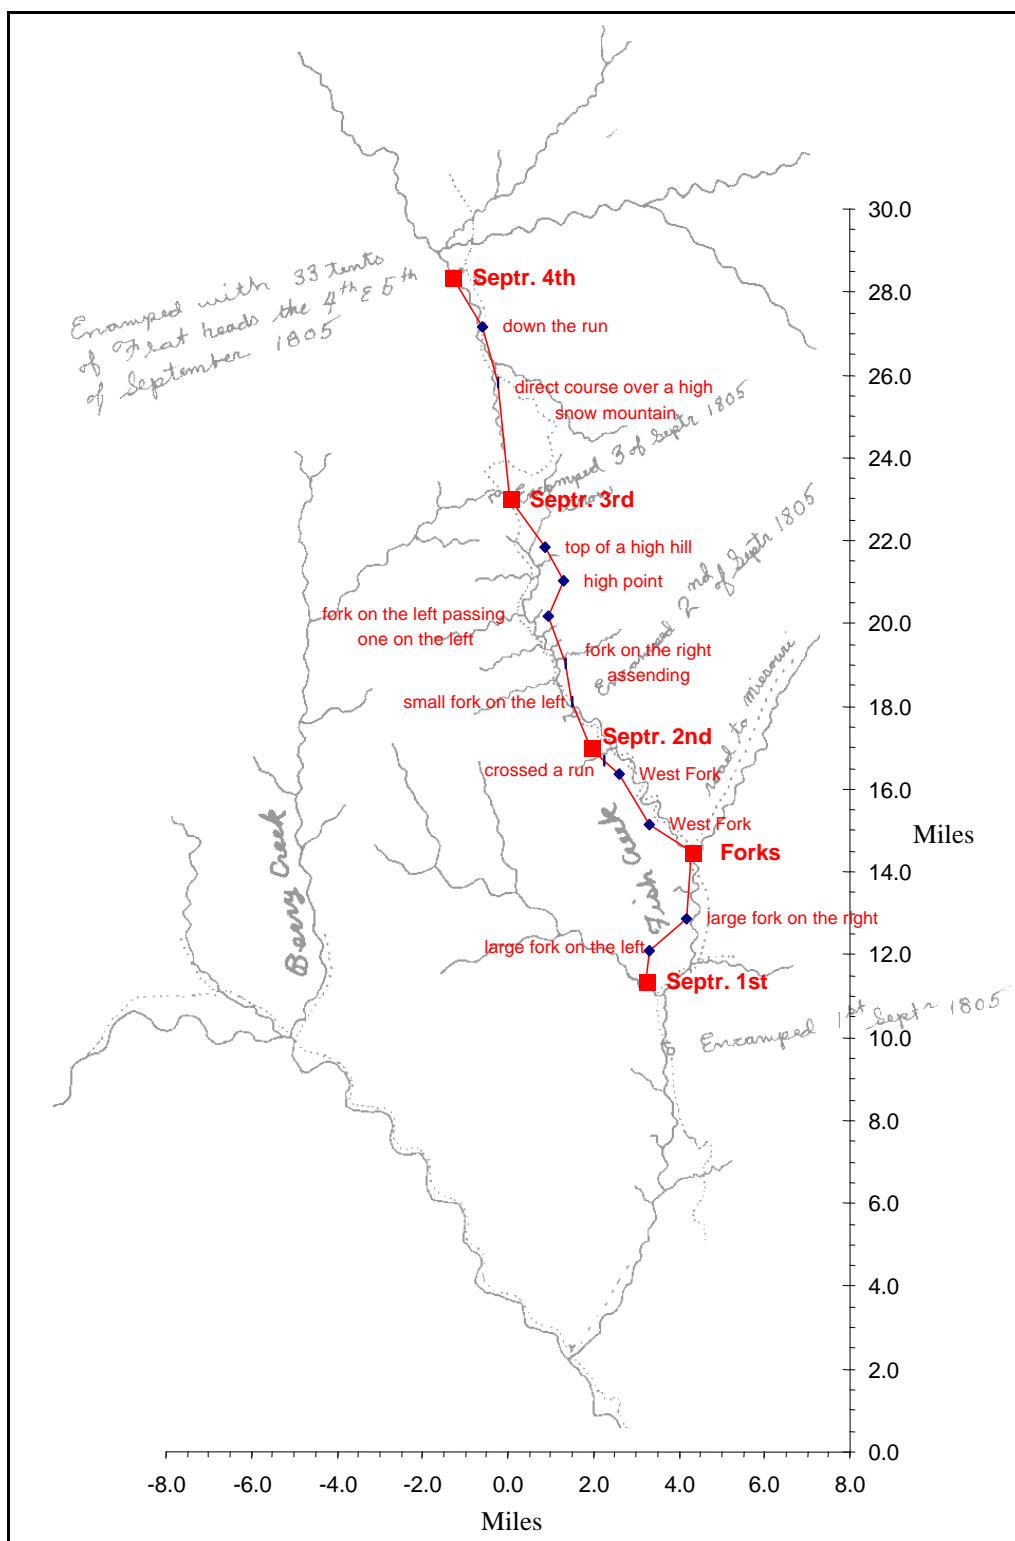 30.0
Septr. 4th
28.0
Enramped with 33 tents
of Flat heads the 4th & 5th
of September 1805
down the run
26.0
direct course over a high
snow mountain
24.0
Encamped 3 of Septr 1805
Snow
Septr. 3rd
22.0
top of a high hill
high point
Encamped 2nd of Septr 1805
20.0
fork on the left passing
one on the left
fork on the right
assending
18.0
small fork on the left
road to missouri
Septr. 2nd
crossed a run
West Fork
16.0
West Fork
Miles
Forks
14.0
Berry Creek
Fish Creek
large fork on the right
large fork on the left
12.0
Septr. 1st
Encamped 1st Septr 1805
10.0
8.0
6.0
4.0
2.0
0.0
-8.0 -6.0 -4.0 -2.0 0.0 2.0 4.0 6.0 8.0
Miles